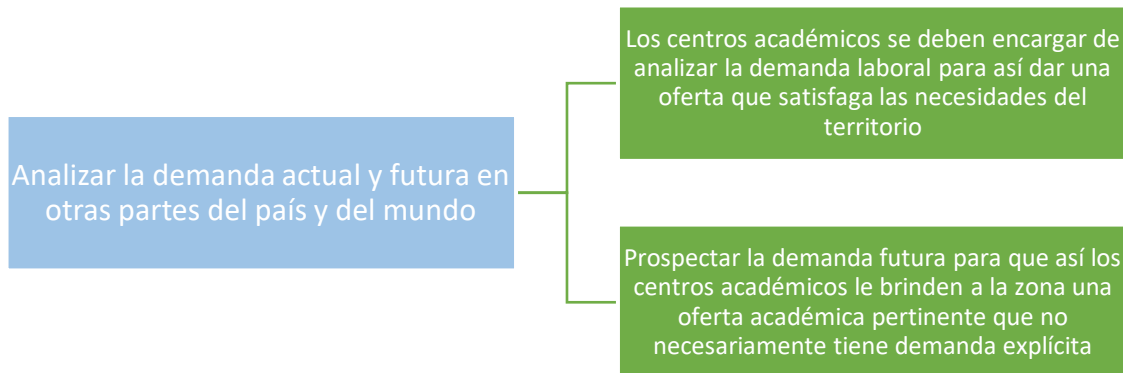 Analizar la demanda actual y futura en
otras partes del país y del mundo
Los centros académicos se deben encargar de
analizar la demanda laboral para así dar una
oferta que satisfaga las necesidades del
territorio
Prospectar la demanda futura para que así los
centros académicos le brinden a la zona una
oferta académica pertinente que no
necesariamente tiene demanda explícita